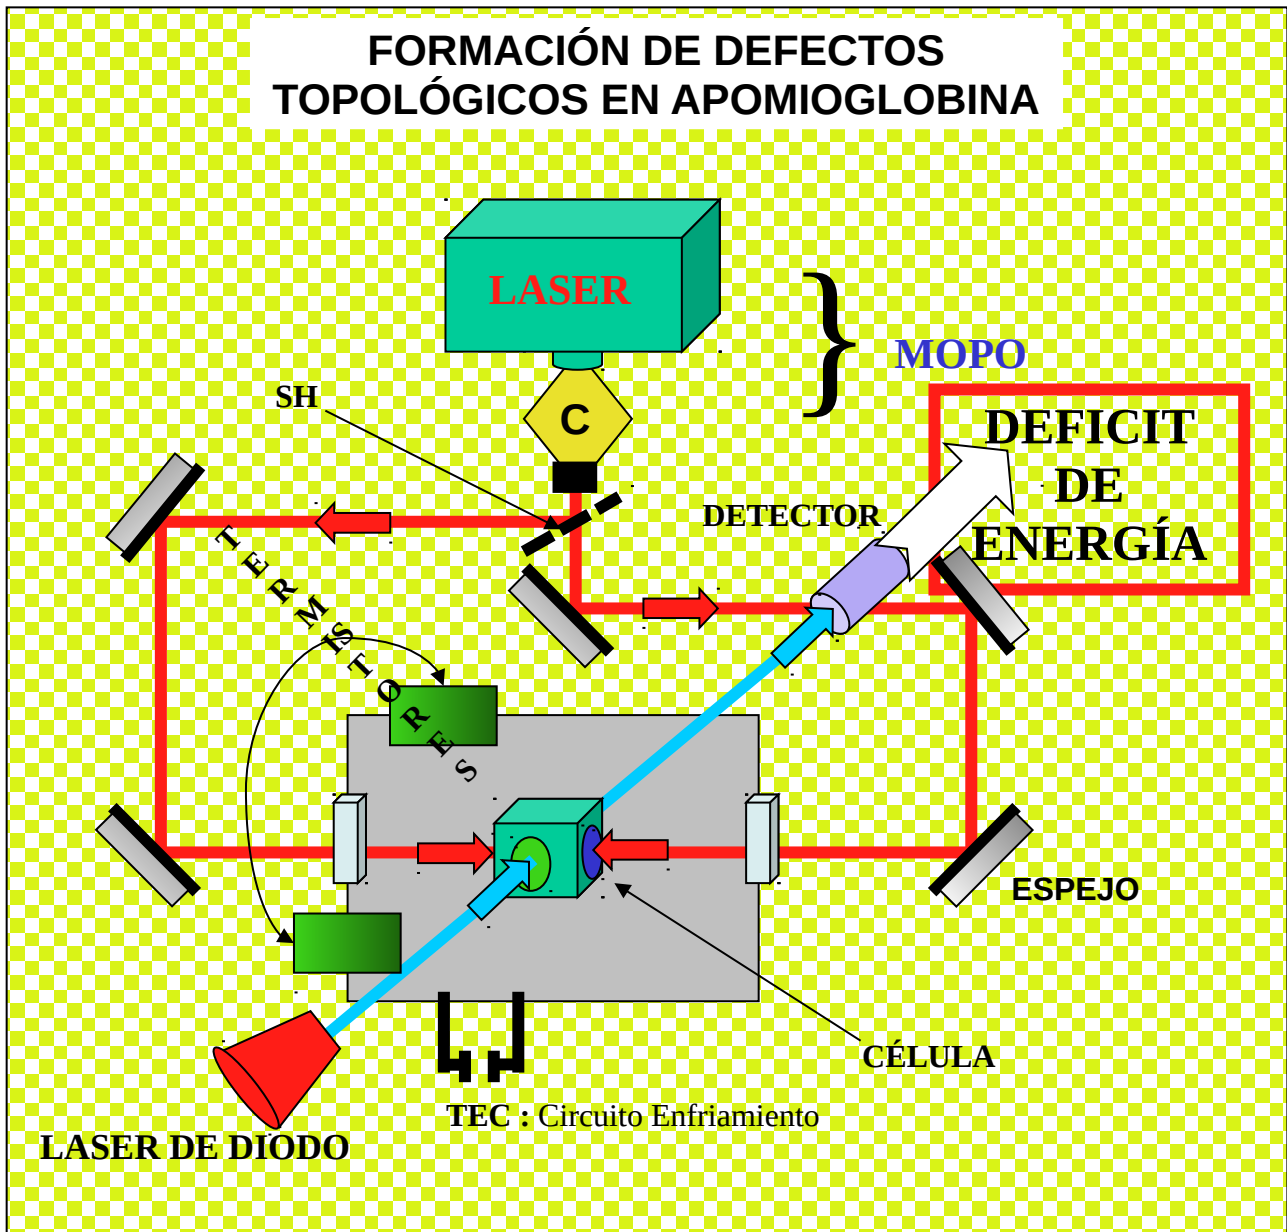 FORMACIÓN DE DEFECTOS
TOPOLÓGICOS EN APOMIOGLOBINA
LASER
MOPO
SH
C
DEFICIT
DE
ENERGÍA
DETECTOR
TERMISTORES
ESPEJO
CÉLULA
TEC : Circuito Enfriamiento
LASER DE DIODO